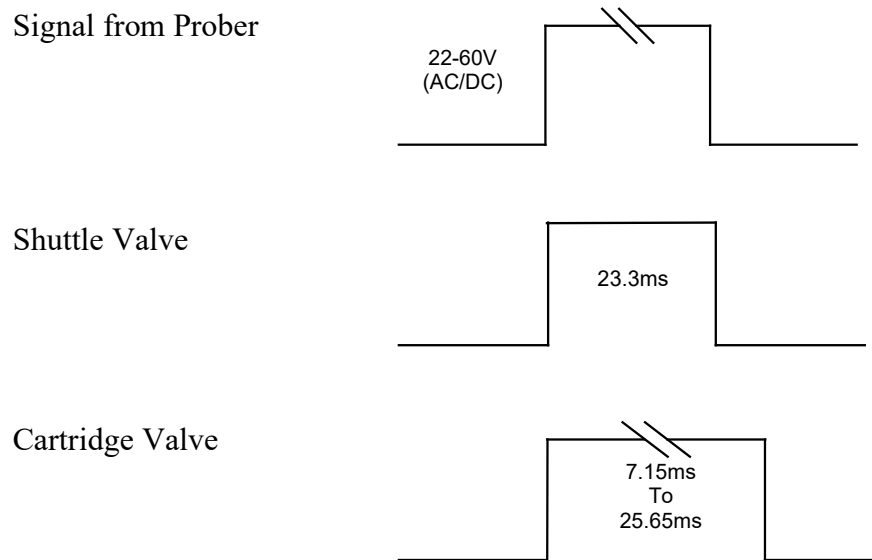 Signal from Prober
22-60V
(AC/DC)
Shuttle Valve
23.3ms
Cartridge Valve
7.15ms
To
25.65ms